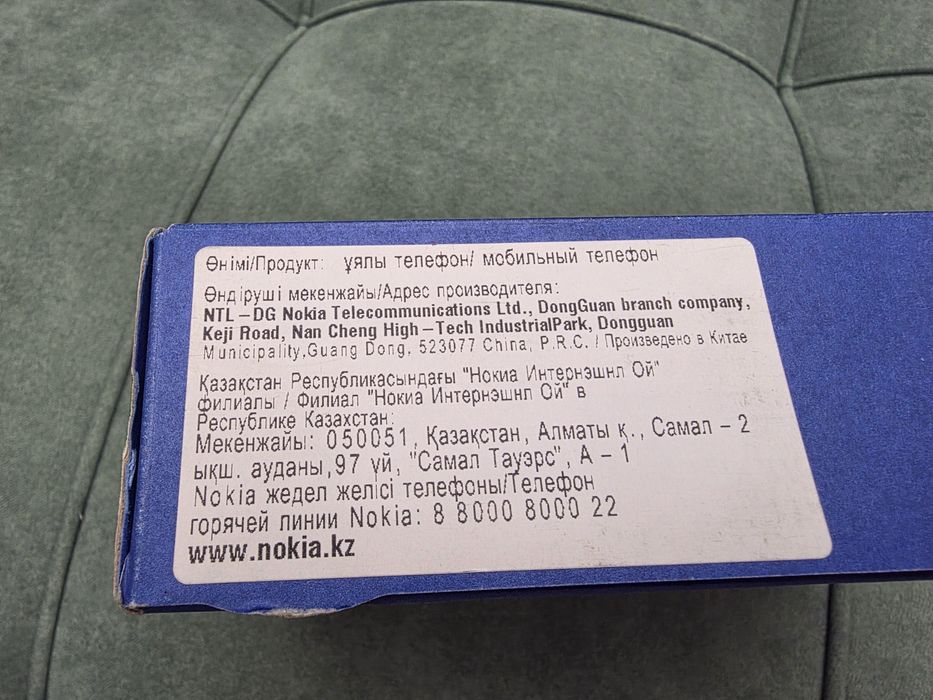 Өнімі/Продукт: ұялы телефон/ мобильный телефон
Өндіруші мекенжайы/Адрес производителя:
NTL-DG Nokia Telecommunications Ltd., DongGuan branch company,
Keji Road, Nan Cheng High-Tech IndustrialPark, Dongguan
Municipality,Guang Dong, 523077 China, P.R.C. / Произведено в Китае
Қазақстан Республикасындағы "Нокиа Интернэшнл Ой"
филиалы / Филиал "Нокиа Интернэшнл Ой" в
Республике Казахстан:
Мекенжайы: 050051, Қазақстан, Алматы қ., Самал - 2
ықш. ауданы,97 үй, "Самал Тауэрс", А - 1
Nokia жедел желісі телефоны/Телефон
горячей линии Nokia: 8 8000 8000 22
www.nokia.kz